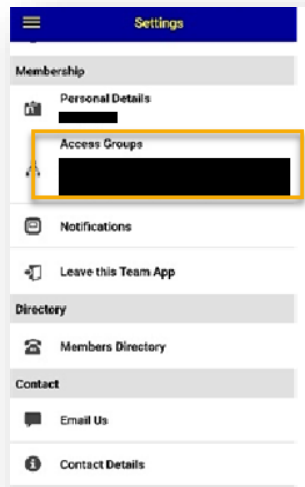 Settings
Membership
Personal Details
Access Groups
Notifications
Leave this Team App
Directory
Members Directory
Contact
Email Us
Contact Details